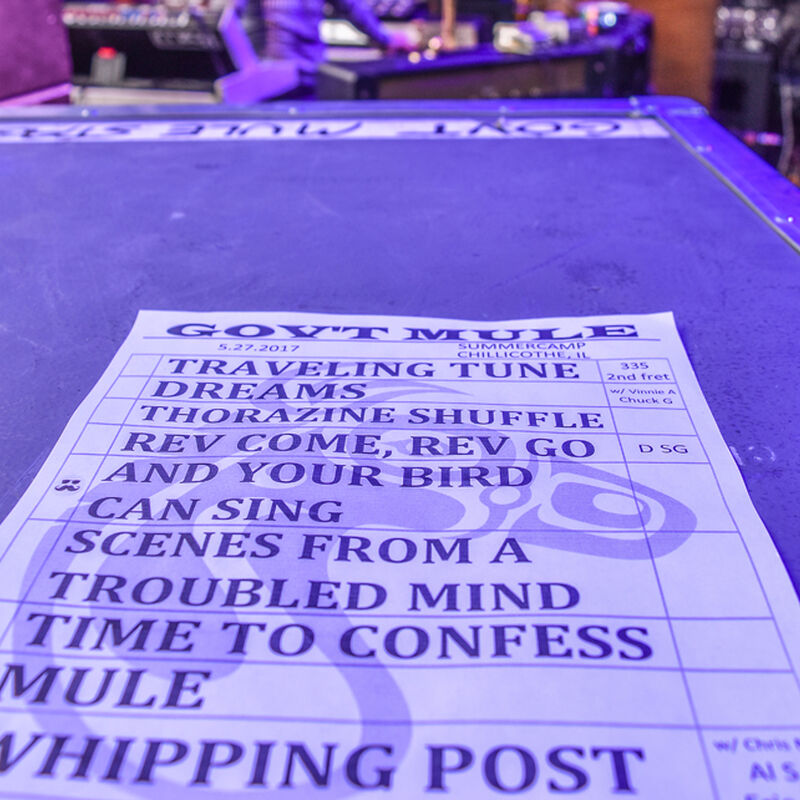 GOV'T MULE
GOV'T MULE
5.27.2017
SUMMERCAMP
CHILLICOTHE, IL
TRAVELING TUNE
335
2nd fret
DREAMS
w/ Vinnie A
Chuck G
THORAZINE SHUFFLE
REV COME, REV GO
D SG
AND YOUR BIRD
CAN SING
SCENES FROM A
TROUBLED MIND
TIME TO CONFESS
MULE
WHIPPING POST
w/ Chris
Al S